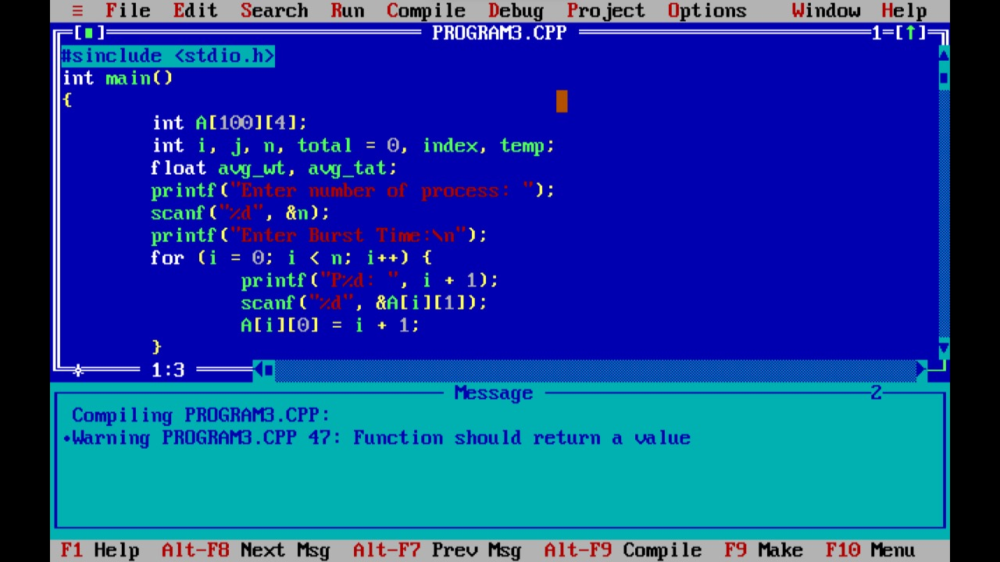 ≡ File Edit Search Run Compile Debug Project Options Window Help
[■] PROGRAM3.CPP 1=[↑]
#sinclude <stdio.h>
int main()
{
int A[100][4];
int i, j, n, total = 0, index, temp;
float avg_wt, avg_tat;
printf("Enter number of process: ");
scanf("%d", &n);
printf("Enter Burst Time:\n");
for (i = 0; i < n; i++) {
printf("P%d: ", i + 1);
scanf("%d", &A[i][1]);
A[i][0] = i + 1;
}
1:3
Message 2
Compiling PROGRAM3.CPP:
•Warning PROGRAM3.CPP 47: Function should return a value
F1 Help Alt-F8 Next Msg Alt-F7 Prev Msg Alt-F9 Compile F9 Make F10 Menu